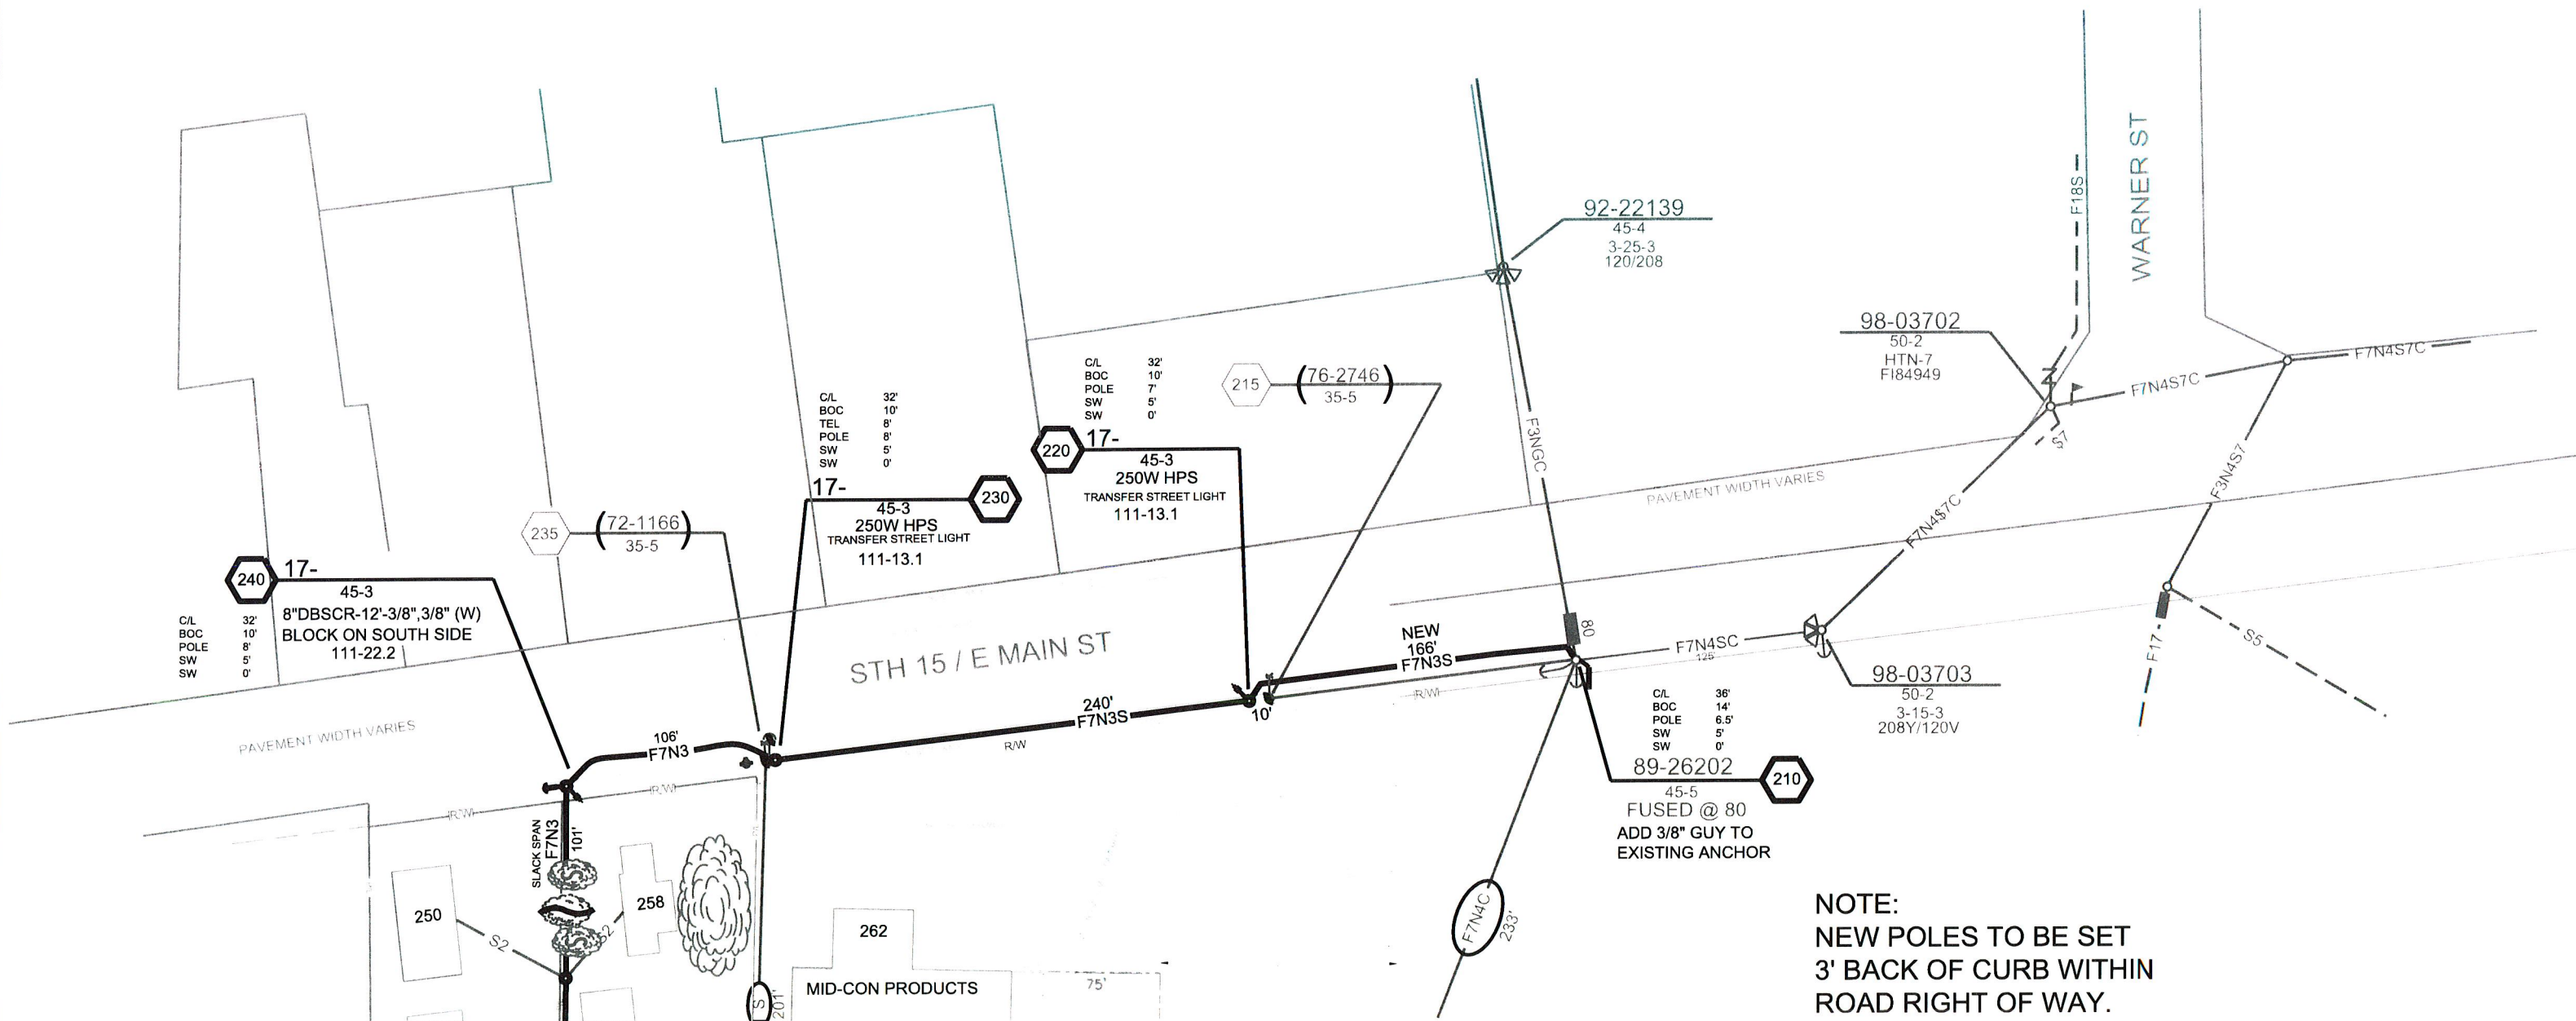 WARNER ST
F18S
92-22139
45-4
3-25-3
120/208
98-03702
50-2
HTN-7
FI84949
F7N4S7C
F7N4S7C
S7
F3N4S7
F7N4S7C
F17
S5
PAVEMENT WIDTH VARIES
F3NGC
80
C/L 32'
BOC 10'
POLE 7'
SW 5'
SW 0'
215
(76-2746)
35-5
220
17-
45-3
250W HPS
TRANSFER STREET LIGHT
111-13.1
C/L 32'
BOC 10'
TEL 8'
POLE 8'
SW 5'
SW 0'
17-
230
45-3
250W HPS
TRANSFER STREET LIGHT
111-13.1
235
(72-1166)
35-5
240
17-
45-3
8"DBSCR-12'-3/8",3/8" (W)
BLOCK ON SOUTH SIDE
111-22.2
C/L 32'
BOC 10'
POLE 8'
SW 5'
SW 0'
STH 15 / E MAIN ST
PAVEMENT WIDTH VARIES
NEW
166'
F7N3S
F7N4SC
125'
R/W
10'
240'
F7N3S
R/W
106'
F7N3
R/W
R/W
98-03703
50-2
3-15-3
208Y/120V
C/L 36'
BOC 14'
POLE 6.5'
SW 5'
SW 0'
89-26202
210
45-5
FUSED @ 80
ADD 3/8" GUY TO
EXISTING ANCHOR
SLACK SPAN
F7N3
101'
250
258
S2
S2
262
MID-CON PRODUCTS
75'
S
201'
F7N4C
233'
NOTE:
NEW POLES TO BE SET
3' BACK OF CURB WITHIN
ROAD RIGHT OF WAY.